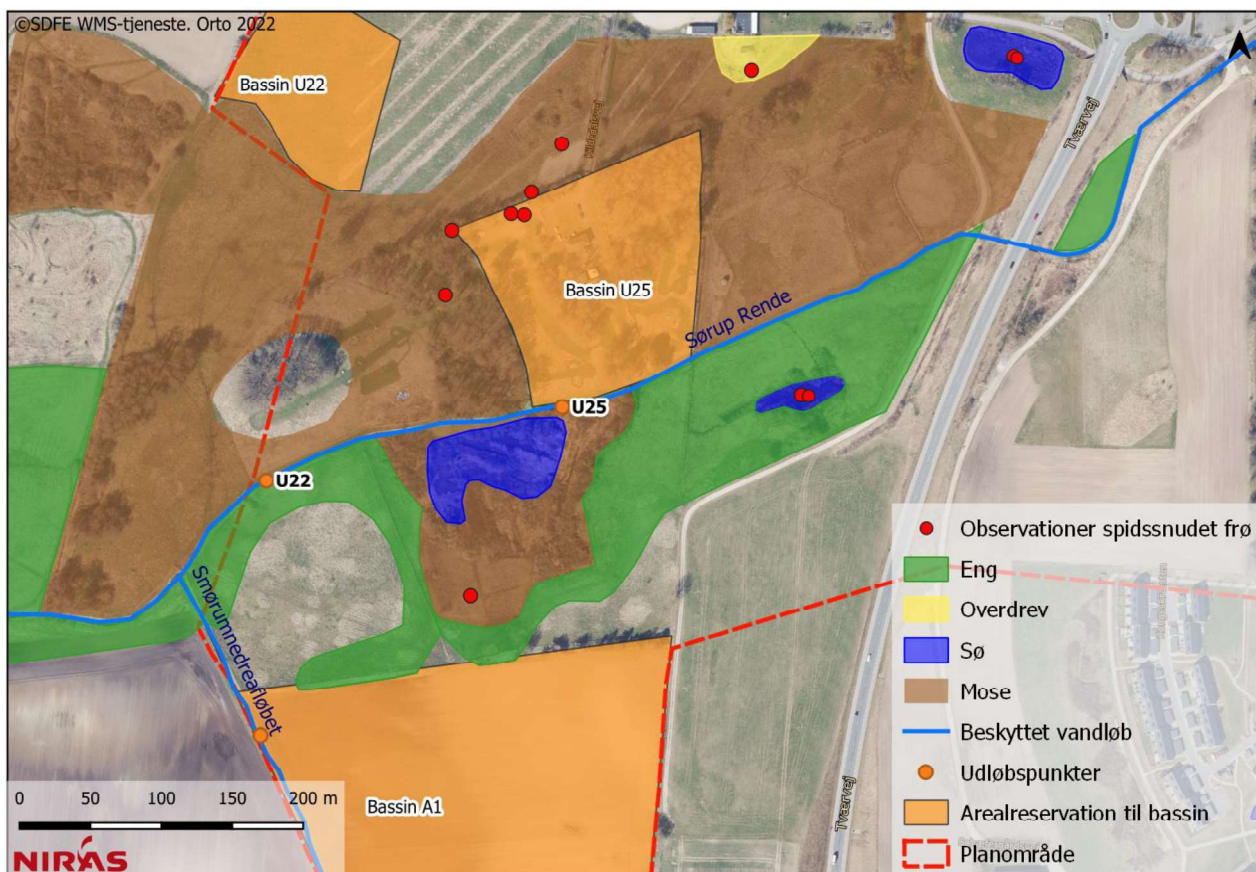 ©SDFE WMS-tjeneste. Orto 2022
Bassin U22
Hildedalsvej
Tværvej
Bassin U25
Sørup Rende
U25
U22
Smørumnedreafløbet
Bassin A1
Tværvej
0 50 100 150 200 m
NIRAS
Observationer spidssnudet frø
Eng
Overdrev
Sø
Mose
Beskyttet vandløb
Udløbspunkter
Arealreservation til bassin
Planområde